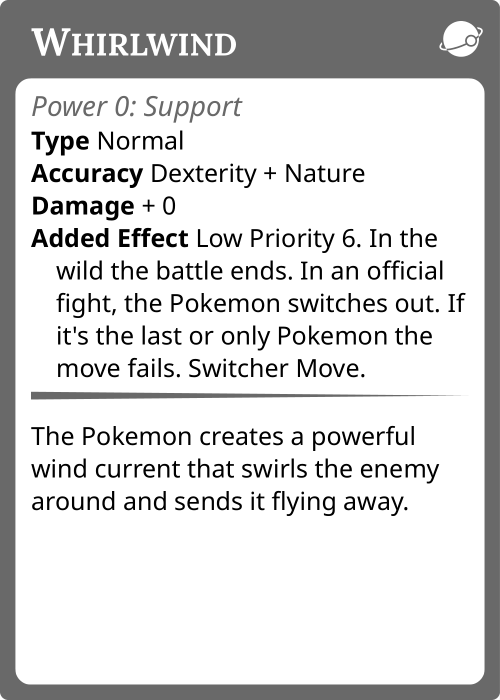 Whirlwind
Power 0: Support
Type Normal
Accuracy Dexterity + Nature
Damage + 0
Added Effect Low Priority 6. In the
wild the battle ends. In an official
fight, the Pokemon switches out. If
it's the last or only Pokemon the
move fails. Switcher Move.
The Pokemon creates a powerful
wind current that swirls the enemy
around and sends it flying away.